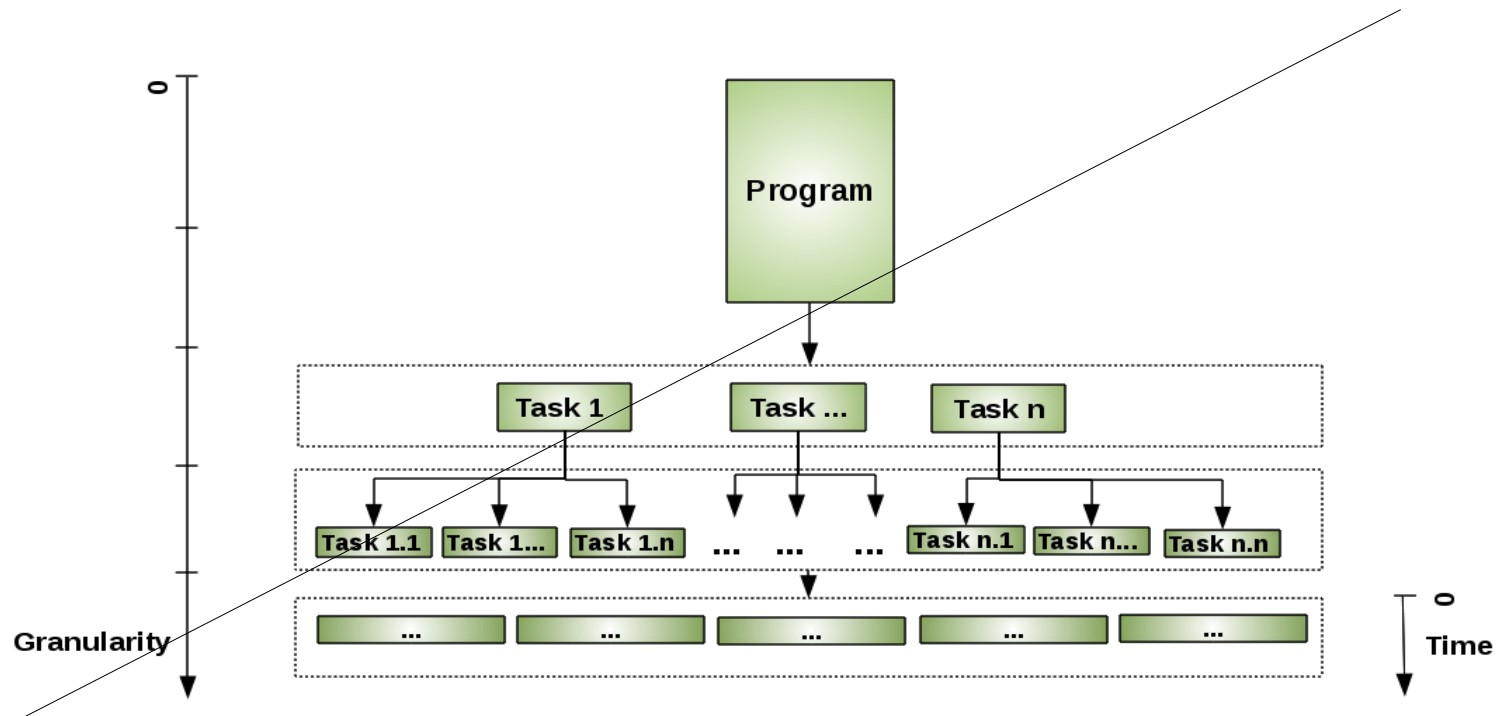 0
Program
Task 1
Task ...
Task n
Task 1.1
Task 1...
Task 1.n
...
...
...
Task n.1
Task n...
Task n.n
0
Granularity
...
...
...
...
...
Time